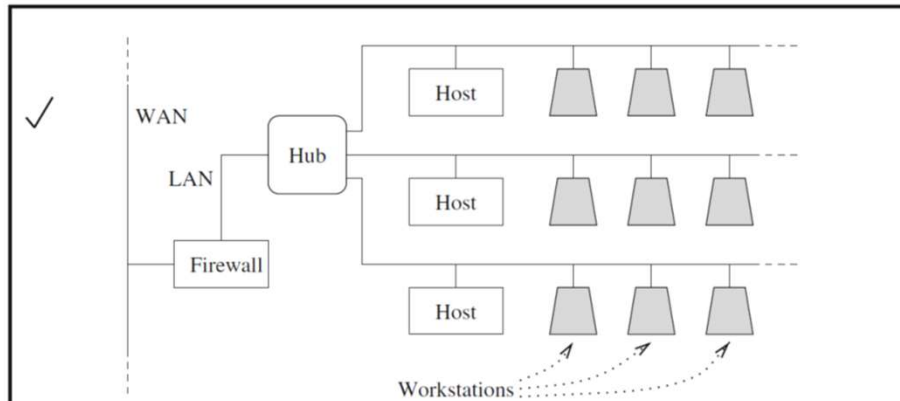 Host
WAN
Hub
LAN
Host
Firewall
Host
Workstations